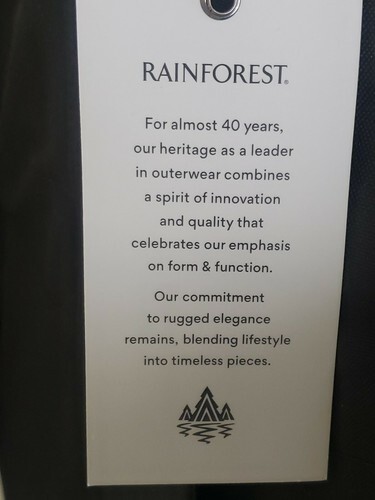 RAINFOREST®
For almost 40 years,
our heritage as a leader
in outerwear combines
a spirit of innovation
and quality that
celebrates our emphasis
on form & function.
Our commitment
to rugged elegance
remains, blending lifestyle
into timeless pieces.